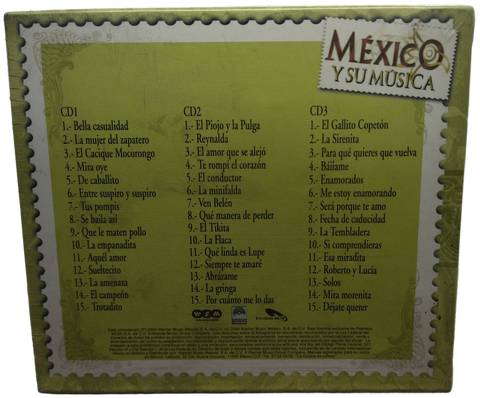 MÉXICO
Y SU MÚSICA
CD1
1.- Bella casualidad
2.- La mujer del zapatero
3.- El Cacique Mocorongo
4.- Mira oye
5.- De caballito
6.- Entre suspiro y suspiro
7.- Tus pompis
8.- Se baila así
9.- Que le maten pollo
10.- La empanadita
11.- Aquél amor
12.- Sueltecito
13.- La amenaza
14.- El campeón
15.- Trotadito
CD2
1.- El Piojo y la Pulga
2.- Reynalda
3.- El amor que se alejó
4.- Te rompí el corazón
5.- El conductor
6.- La minifalda
7.- Ven Belén
8.- Qué manera de perder
9.- El Tikita
10.- La Flaca
11.- Qué linda es Lupe
12.- Siempre te amaré
13.- Abrázame
14.- La gringa
15.- Por cuánto me lo das
CD3
1.- El Gallito Copetón
2.- La Sirenita
3.- Para qué quieres que vuelva
4.- Báilame
5.- Enamorados
6.- Me estoy enamorando
7.- Será porque te amo
8.- Fecha de caducidad
9.- La Tembladera
10.- Si comprendieras
11.- Esa miradita
12.- Roberto y Lucía
13.- Solos
14.- Mira morenita
15.- Déjate querer